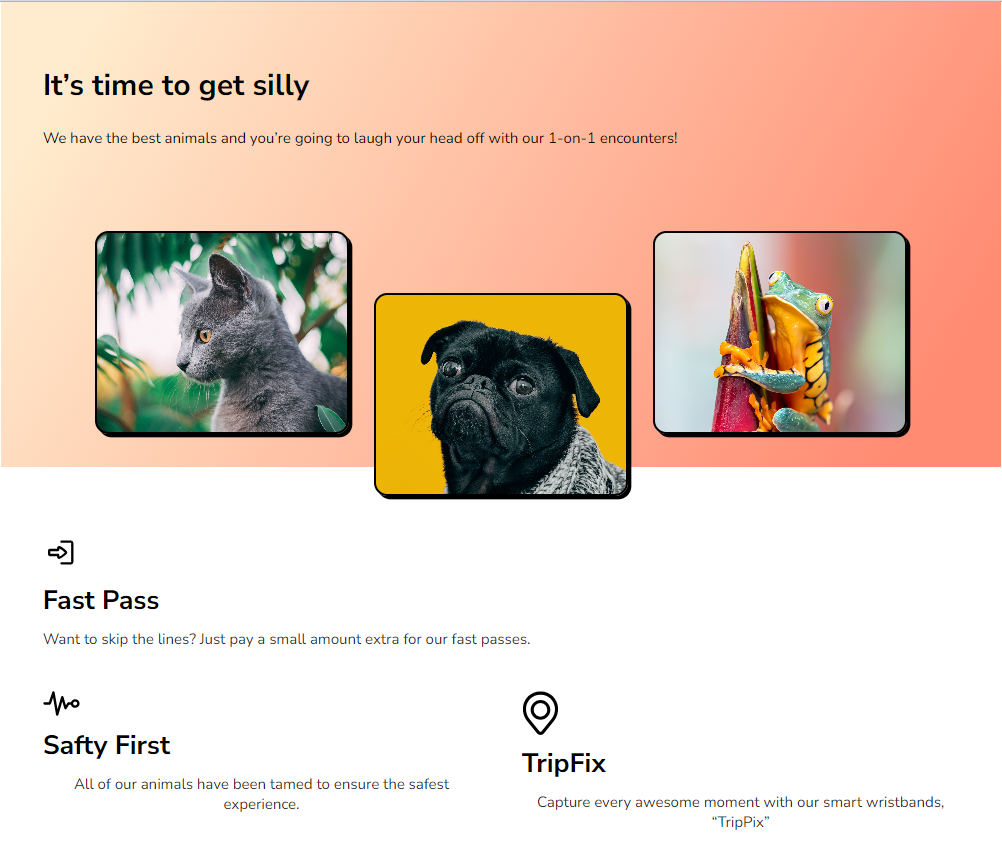 It’s time to get silly
We have the best animals and you’re going to laugh your head off with our 1-on-1 encounters!
Fast Pass
Want to skip the lines? Just pay a small amount extra for our fast passes.
Safty First
All of our animals have been tamed to ensure the safest
experience.
TripFix
Capture every awesome moment with our smart wristbands,
“TripPix”